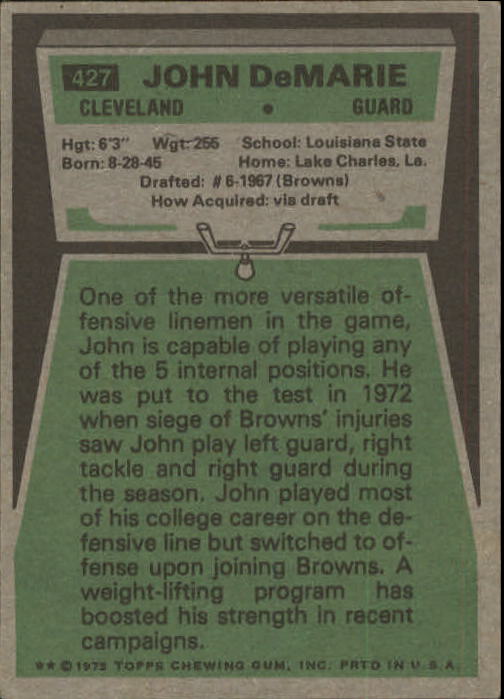 427 JOHN DeMARIE
CLEVELAND • GUARD
Hgt: 6'3" Wgt: 255 School: Louisiana State
Born: 8-28-45 Home: Lake Charles, La.
Drafted: #6-1967 (Browns)
How Acquired: via draft
One of the more versatile of-
fensive linemen in the game,
John is capable of playing any
of the 5 internal positions. He
was put to the test in 1972
when siege of Browns' injuries
saw John play left guard, right
tackle and right guard during
the season. John played most
of his college career on the de-
fensive line but switched to of-
fense upon joining Browns. A
weight-lifting program has
boosted his strength in recent
campaigns.
★★ © 1975 TOPPS CHEWING GUM, INC. PRTD IN U.S.A.